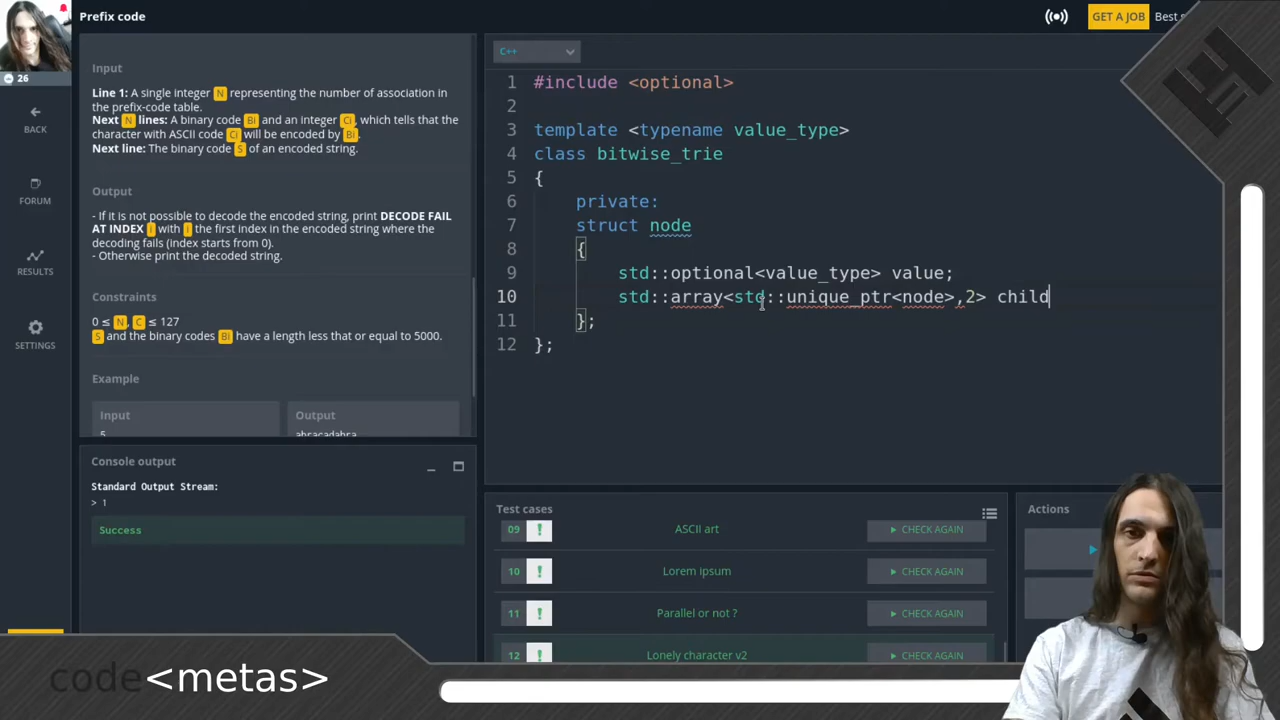 Prefix code
GET A JOB
Best
26
BACK
FORUM
RESULTS
SETTINGS
Input
Line 1: A single integer N representing the number of association in
the prefix-code table.
Next N lines: A binary code Bi and an integer Ci, which tells that the
character with ASCII code Ci will be encoded by Bi.
Next line: The binary code S of an encoded string.
Output
- If it is not possible to decode the encoded string, print DECODE FAIL
AT INDEX i with i the first index in the encoded string where the
decoding fails (index starts from 0).
- Otherwise print the decoded string.
Constraints
0 ≤ N, C ≤ 127
S and the binary codes Bi have a length less that or equal to 5000.
Example
Input
Output
5
abracadabra
Console output
Standard Output Stream:
> 1
Success
C++
1 #include <optional>
2
3 template <typename value_type>
4 class bitwise_trie
5 {
6 private:
7 struct node
8 {
9 std::optional<value_type> value;
10 std::array<std::unique_ptr<node>,2> child
11 };
12 };
Test cases
09 ASCII art CHECK AGAIN
10 Lorem ipsum CHECK AGAIN
11 Parallel or not ? CHECK AGAIN
12 Lonely character v2 CHECK AGAIN
Actions
code<metas>